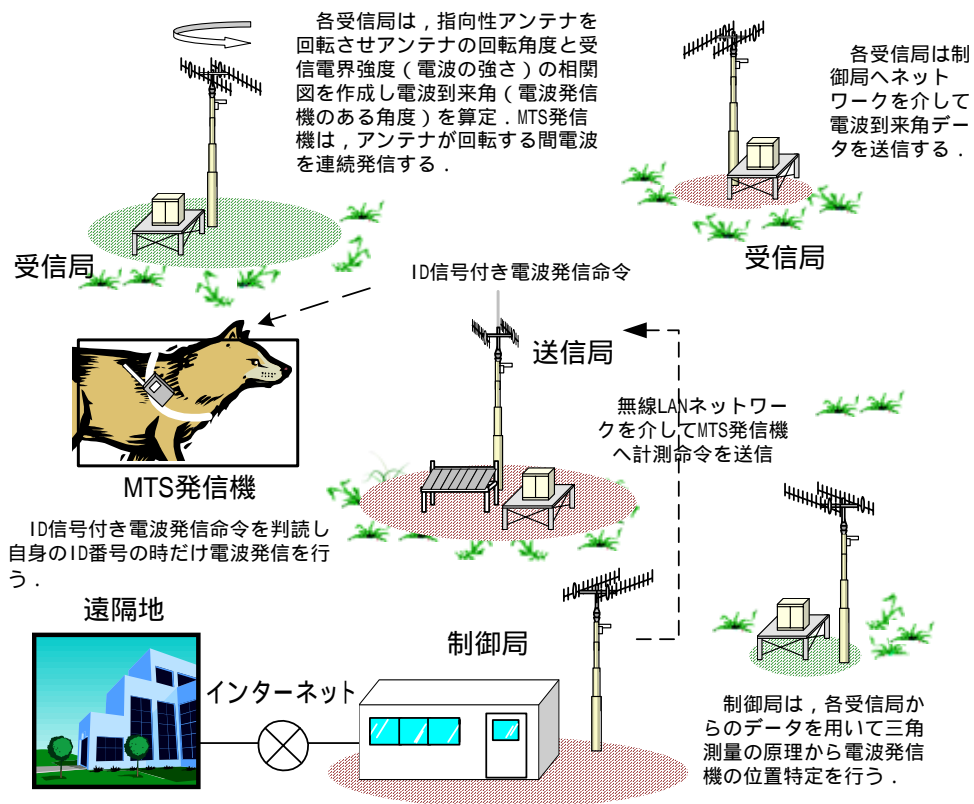 各受信局は，指向性アンテナを
回転させアンテナの回転角度と受
信電界強度（電波の強さ）の相関
図を作成し電波到来角（電波発信
機のある角度）を算定．MTS発信
機は，アンテナが回転する間電波
を連続発信する．
各受信局は制
御局へネット
ワークを介して
電波到来角デー
タを送信する．
受信局
受信局
ID信号付き電波発信命令
送信局
無線LANネットワー
クを介してMTS発信機
へ計測命令を送信
MTS発信機
ID信号付き電波発信命令を判読し
自身のID番号の時だけ電波発信を行
う．
遠隔地
制御局
インターネット
制御局は，各受信局か
らのデータを用いて三角
測量の原理から電波発信
機の位置特定を行う．